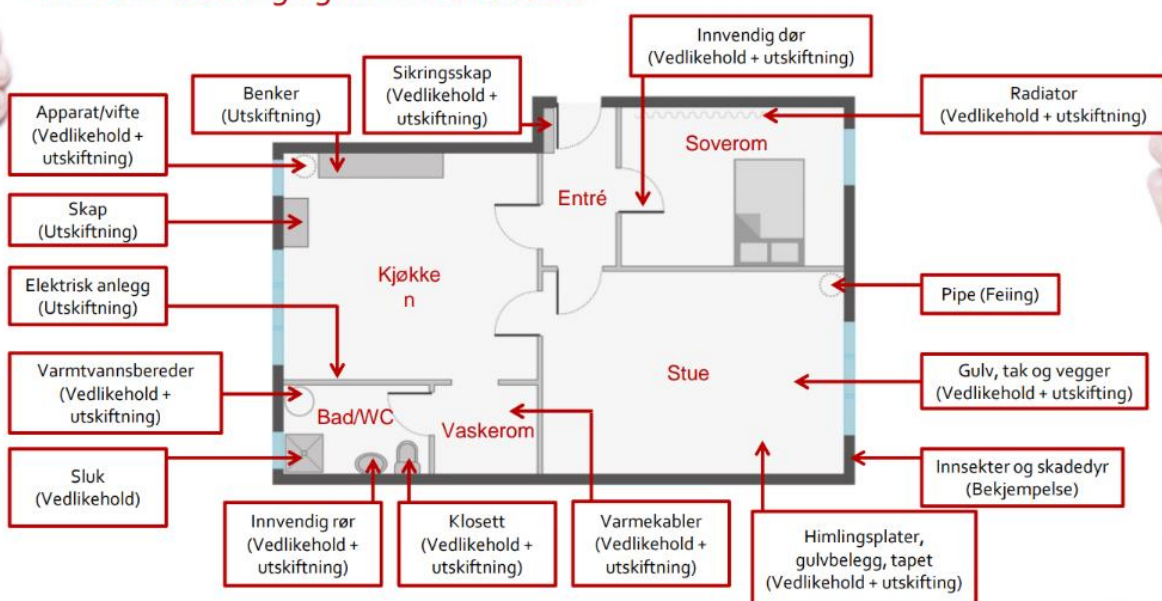 Innvendig dør
(Vedlikehold + utskiftning)
Sikringsskap
(Vedlikehold +
utskiftning)
Benker
(Utskiftning)
Apparat/vifte
(Vedlikehold +
utskiftning)
Radiator
(Vedlikehold + utskiftning)
Soverom
Entré
Skap
(Utskiftning)
Kjøkke
n
Elektrisk anlegg
(Utskiftning)
Pipe (Feiing)
Stue
Varmtvannsbereder
(Vedlikehold +
utskiftning)
Gulv, tak og vegger
(Vedlikehold + utskifting)
Bad/WC
Vaskerom
Sluk
(Vedlikehold)
Innsekter og skadedyr
(Bekjempelse)
Innvendig rør
(Vedlikehold +
utskiftning)
Klosett
(Vedlikehold +
utskiftning)
Varmekabler
(Vedlikehold +
utskiftning)
Himlingsplater,
gulvbelegg, tapet
(Vedlikehold + utskifting)